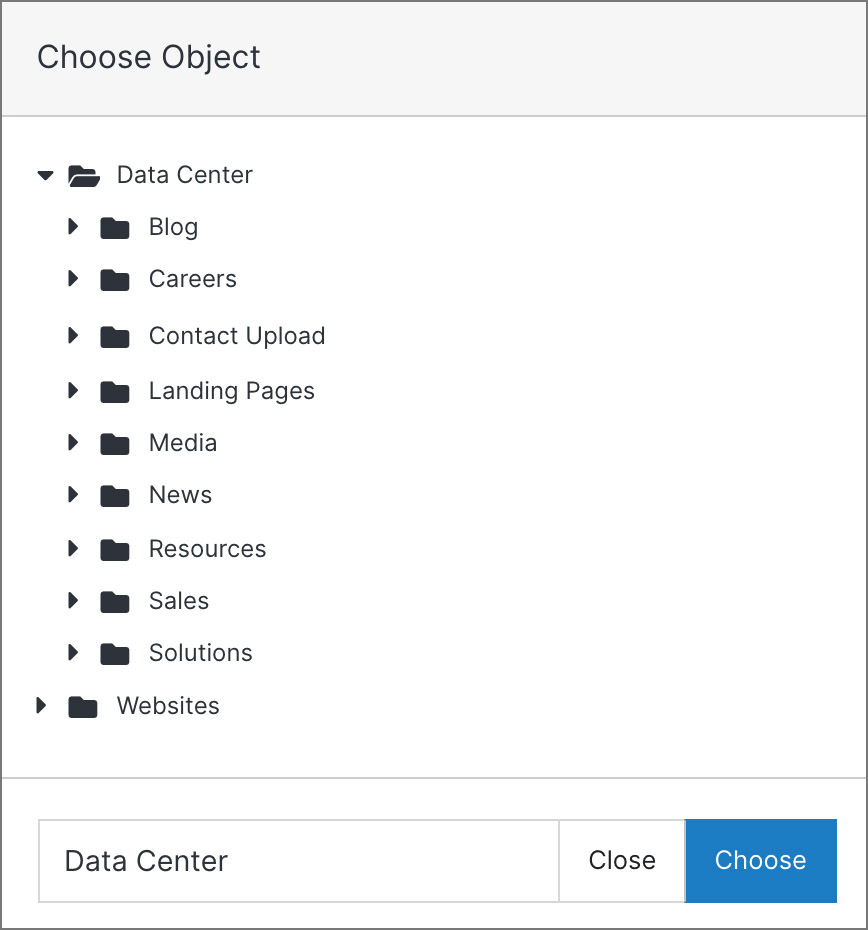 Choose Object
Data Center
Blog
Careers
Contact Upload
Landing Pages
Media
News
Resources
Sales
Solutions
Websites
Data Center Close Choose